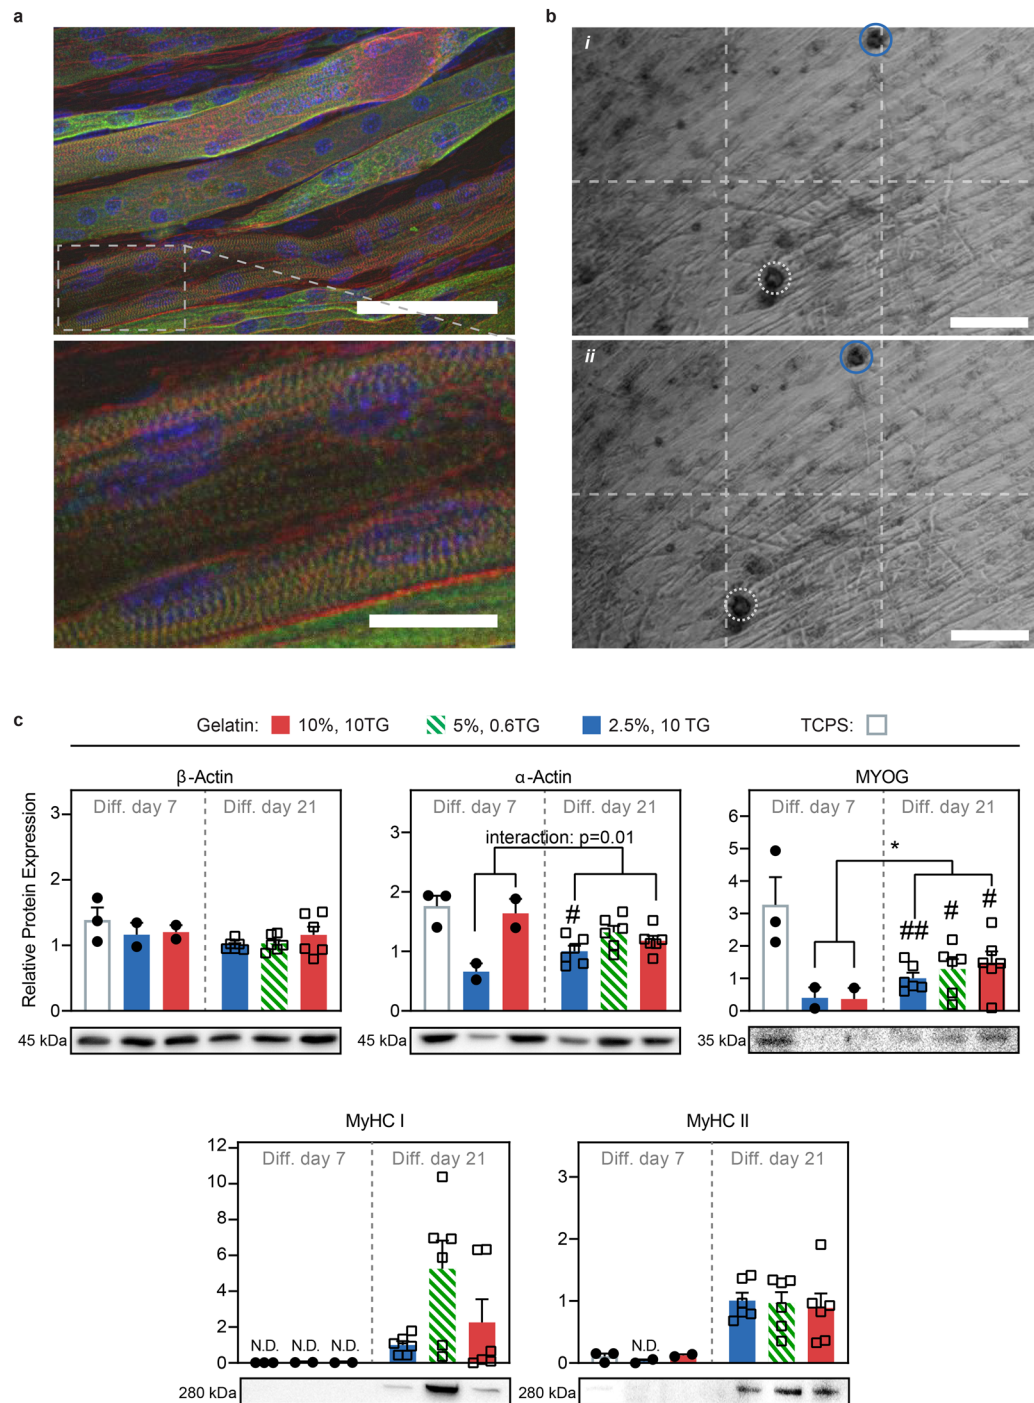 a
b
i
ii
c
Gelatin: 10%, 10TG 5%, 0.6TG 2.5%, 10 TG TCPS:
β-Actin
α-Actin
MYOG
Relative Protein Expression
Diff. day 7 Diff. day 21
3
2
1
0
45 kDa
Diff. day 7 Diff. day 21
interaction: p=0.01
#
3
2
1
0
45 kDa
Diff. day 7 Diff. day 21
*
## # #
6
5
4
3
2
1
0
35 kDa
MyHC I
MyHC II
Diff. day 7 Diff. day 21
12
10
8
6
4
2
0
N.D. N.D. N.D.
280 kDa
Diff. day 7 Diff. day 21
3
2
1
0
N.D.
280 kDa